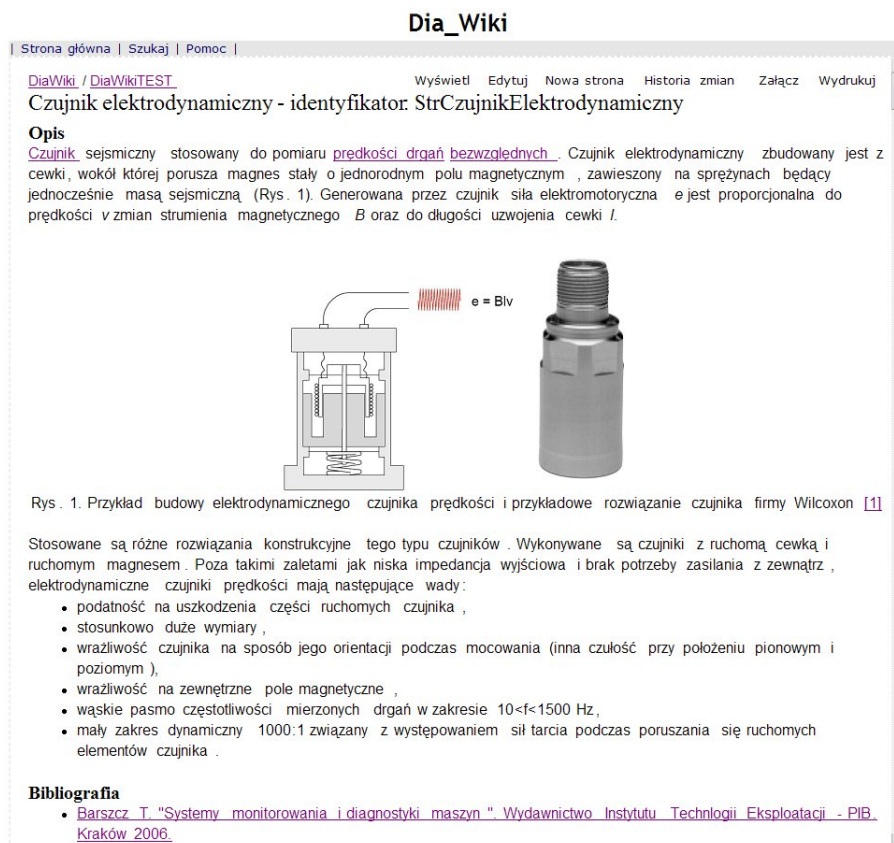 Dia_Wiki
| Strona główna | Szukaj | Pomoc |
DiaWiki / DiaWikiTEST Wyświetl Edytuj Nowa strona Historia zmian Załącz Wydrukuj
Czujnik elektrodynamiczny - identyfikator: StrCzujnikElektrodynamiczny
Opis
Czujnik sejsmiczny stosowany do pomiaru prędkości drgań bezwzględnych . Czujnik elektrodynamiczny zbudowany jest z
cewki, wokół której porusza magnes stały o jednorodnym polu magnetycznym , zawieszony na sprężynach będący
jednocześnie masą sejsmiczną (Rys. 1). Generowana przez czujnik siła elektromotoryczna e jest proporcjonalna do
prędkości v zmian strumienia magnetycznego B oraz do długości uzwojenia cewki l.
e = Blv
Rys. 1. Przykład budowy elektrodynamicznego czujnika prędkości i przykładowe rozwiązanie czujnika firmy Wilcoxon [1]
Stosowane są różne rozwiązania konstrukcyjne tego typu czujników . Wykonywane są czujniki z ruchomą cewką i
ruchomym magnesem . Poza takimi zaletami jak niska impedancja wyjściowa i brak potrzeby zasilania z zewnątrz ,
elektrodynamiczne czujniki prędkości mają następujące wady:
• podatność na uszkodzenia części ruchomych czujnika ,
• stosunkowo duże wymiary ,
• wrażliwość czujnika na sposób jego orientacji podczas mocowania (inna czułość przy położeniu pionowym i
poziomym ),
• wrażliwość na zewnętrzne pole magnetyczne ,
• wąskie pasmo częstotliwości mierzonych drgań w zakresie 10<f<1500 Hz,
• mały zakres dynamiczny 1000:1 związany z występowaniem sił tarcia podczas poruszania się ruchomych
elementów czujnika .
Bibliografia
• Barszcz T. "Systemy monitorowania i diagnostyki maszyn ". Wydawnictwo Instytutu Technlogii Eksploatacji - PIB.
Kraków 2006.